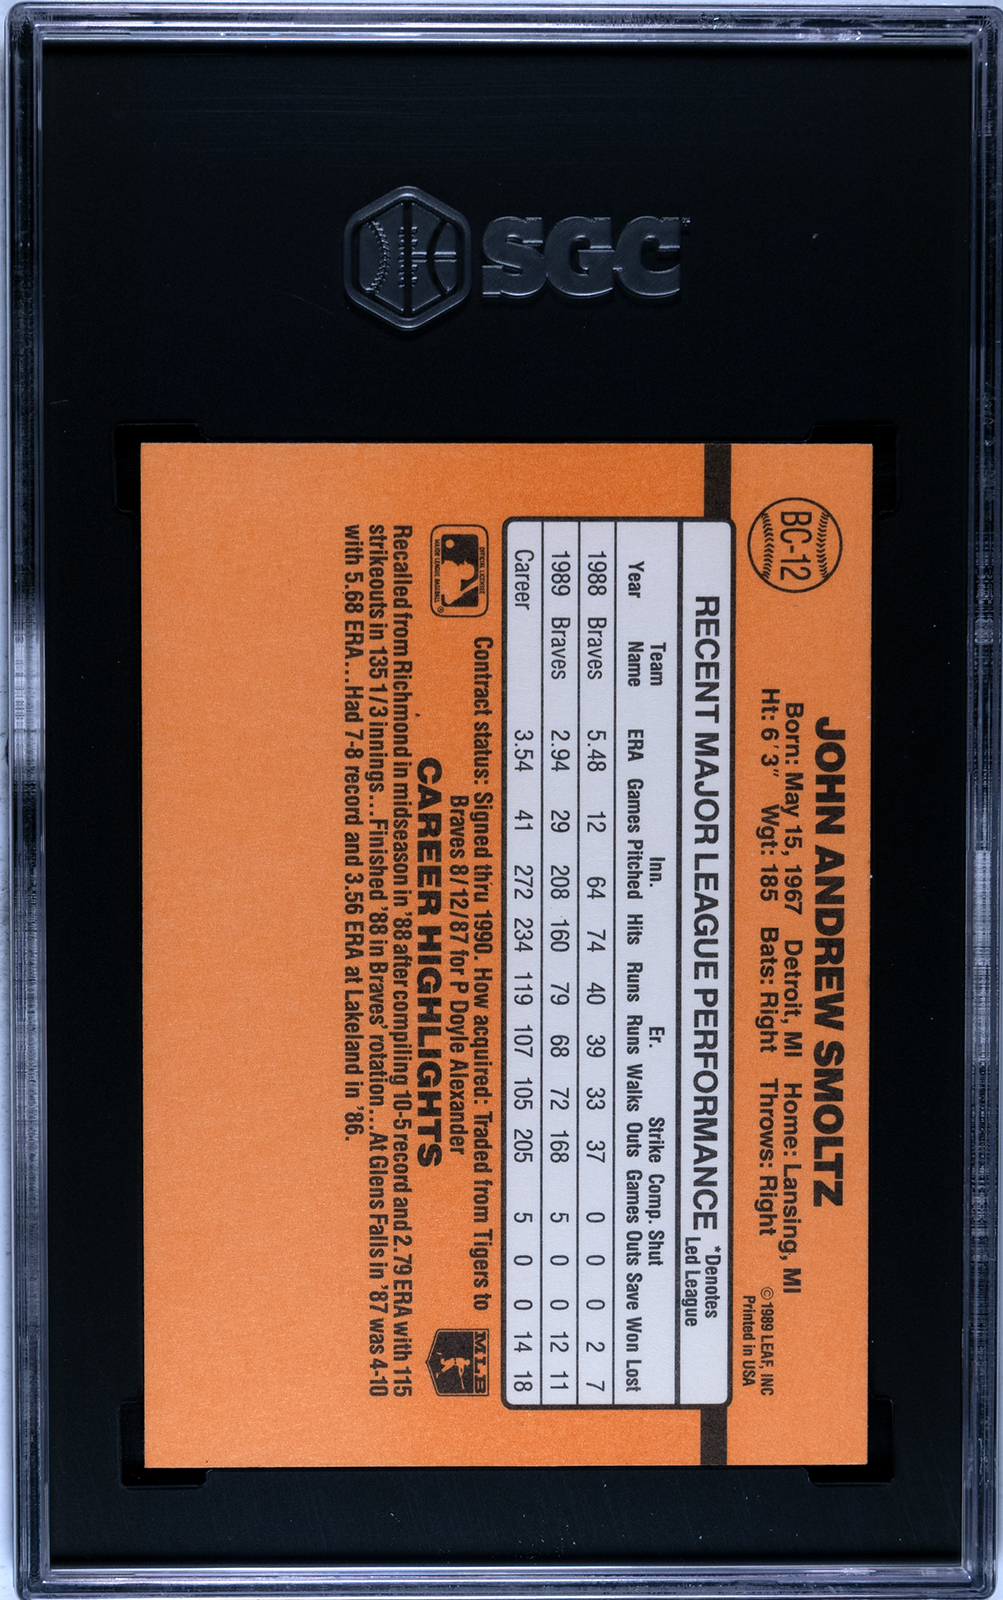 SGC
BC-12
JOHN ANDREW SMOLTZ
Born: May 15, 1967 Detroit, MI Home: Lansing, MI
Ht: 6'3" Wgt: 185 Bats: Right Throws: Right
© 1989 LEAF, INC
Printed in USA
RECENT MAJOR LEAGUE PERFORMANCE
*Denotes
Led League
Team Inn. Er. Strike Comp. Shut
Year Name ERA Games Pitched Hits Runs Runs Walks Outs Games Outs Save Won Lost
1988 Braves 5.48 12 64 74 40 39 33 37 0 0 0 2 7
1989 Braves 2.94 29 208 160 79 68 72 168 5 0 0 12 11
Career 3.54 41 272 234 119 107 105 205 5 0 0 14 18
OFFICIAL LICENSEE
MAJOR LEAGUE BASEBALL
®
Contract status: Signed thru 1990. How acquired: Traded from Tigers to
Braves 8/12/87 for P Doyle Alexander
MLB
CAREER HIGHLIGHTS
Recalled from Richmond in midseason in '88 after compiling 10-5 record and 2.79 ERA with 115
strikeouts in 135 1/3 innings...Finished '88 in Braves' rotation...At Glens Falls in '87 was 4-10
with 5.68 ERA...Had 7-8 record and 3.56 ERA at Lakeland in '86.